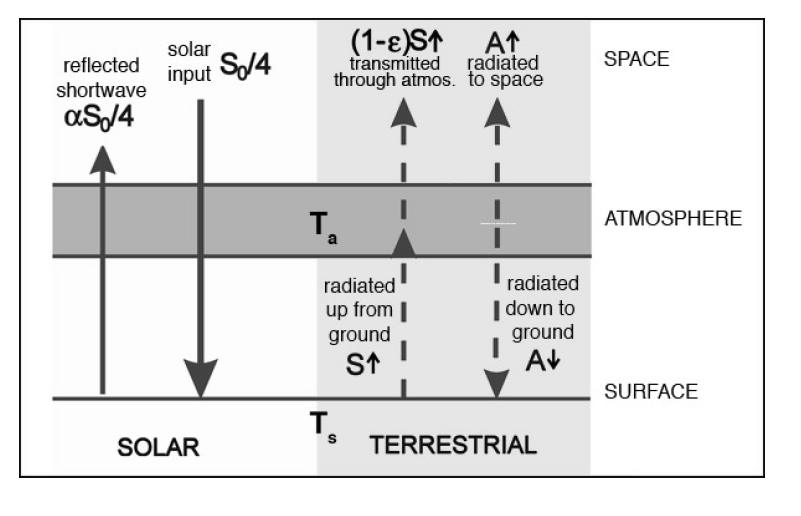 reflected
shortwave
αS₀/4
solar
input S₀/4
(1-ε)S↑
transmitted
through atmos.
A↑
radiated
to space
SPACE
Tₐ
ATMOSPHERE
radiated
up from
ground
S↑
radiated
down to
ground
A↓
SURFACE
Tₛ
SOLAR
TERRESTRIAL